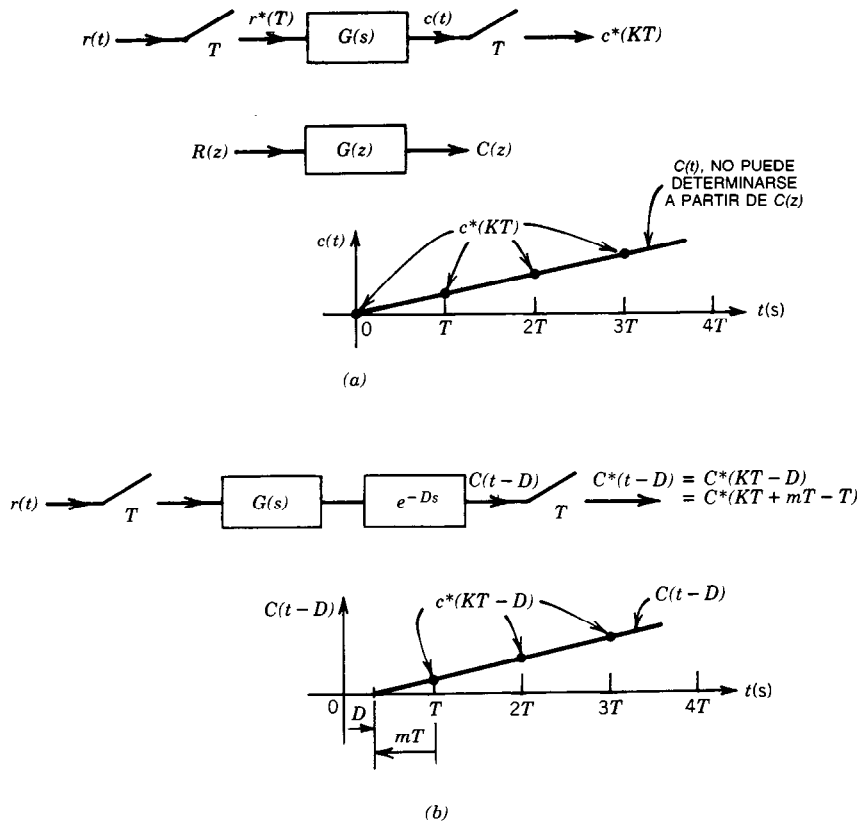 r(t) T r*(T) G(s) c(t) T c*(KT)
R(z) G(z) C(z)
C(t), NO PUEDE
DETERMINARSE
A PARTIR DE C(z)
c(t) c*(KT)
0 T 2T 3T 4T t(s)
(a)
r(t) T G(s) e^{-Ds} C(t-D) T C*(t-D) = C*(KT-D)
= C*(KT+mT-T)
C(t-D) c*(KT-D) C(t-D)
0 D T 2T 3T 4T t(s)
mT
(b)